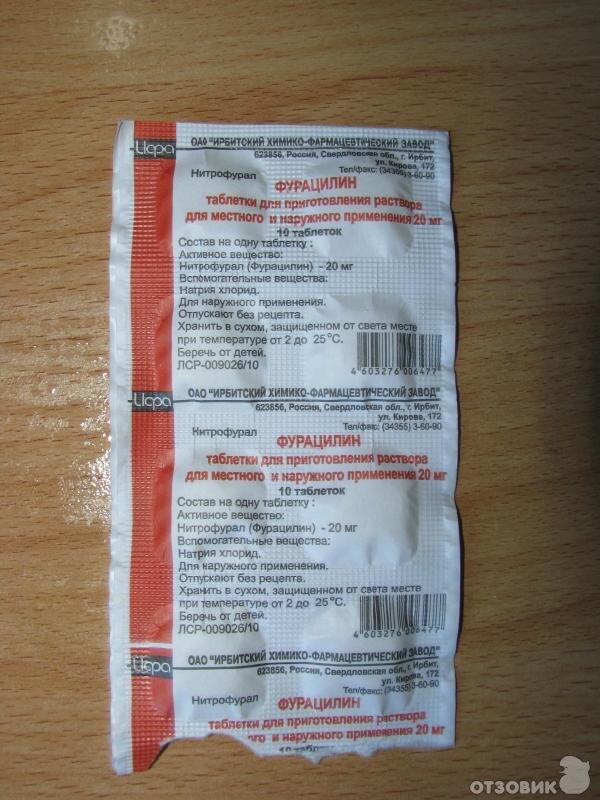 Ицра
ОАО "ИРБИТСКИЙ ХИМИКО-ФАРМАЦЕВТИЧЕСКИЙ ЗАВОД"
623856, Россия, Свердловская обл., г. Ирбит,
ул. Кирова, 172
Тел/факс: (34355)3-60-90
Нитрофурал
ФУРАЦИЛИН
таблетки для приготовления раствора
для местного и наружного применения 20 мг
10 таблеток
Состав на одну таблетку :
Активное вещество:
Нитрофурал (Фурацилин) - 20 мг
Вспомогательные вещества:
Натрия хлорид.
Для наружного применения.
Отпускают без рецепта.
Хранить в сухом, защищенном от света месте
при температуре от 2 до 25°С.
Беречь от детей.
ЛСР-009026/10
4 603276 006477
ОАО "ИРБИТСКИЙ ХИМИКО-ФАРМАЦЕВТИЧЕСКИЙ ЗАВОД"
623856, Россия, Свердловская обл., г. Ирбит,
ул. Кирова, 172
Тел/факс: (34355) 3-60-90
Нитрофурал
ФУРАЦИЛИН
таблетки для приготовления раствора
для местного и наружного применения 20 мг
10 таблеток
Состав на одну таблетку :
Активное вещество:
Нитрофурал (Фурацилин) - 20 мг
Вспомогательные вещества:
Натрия хлорид.
Для наружного применения.
Отпускают без рецепта.
Хранить в сухом, защищенном от света месте
при температуре от 2 до 25°С.
Беречь от детей.
ЛСР-009026/10
4 603276 006477
ОАО "ИРБИТСКИЙ ХИМИКО-ФАРМАЦЕВТИЧЕСКИЙ ЗАВОД"
623856, Россия, Свердловская обл., г. Ирбит,
ул. Кирова, 172
Тел/факс: (34355)3-60-90
Нитрофурал
ФУРАЦИЛИН
таблетки для приготовления раствора
для местного и наружного применения 20 мг
10 таблеток
ОТЗОВИК